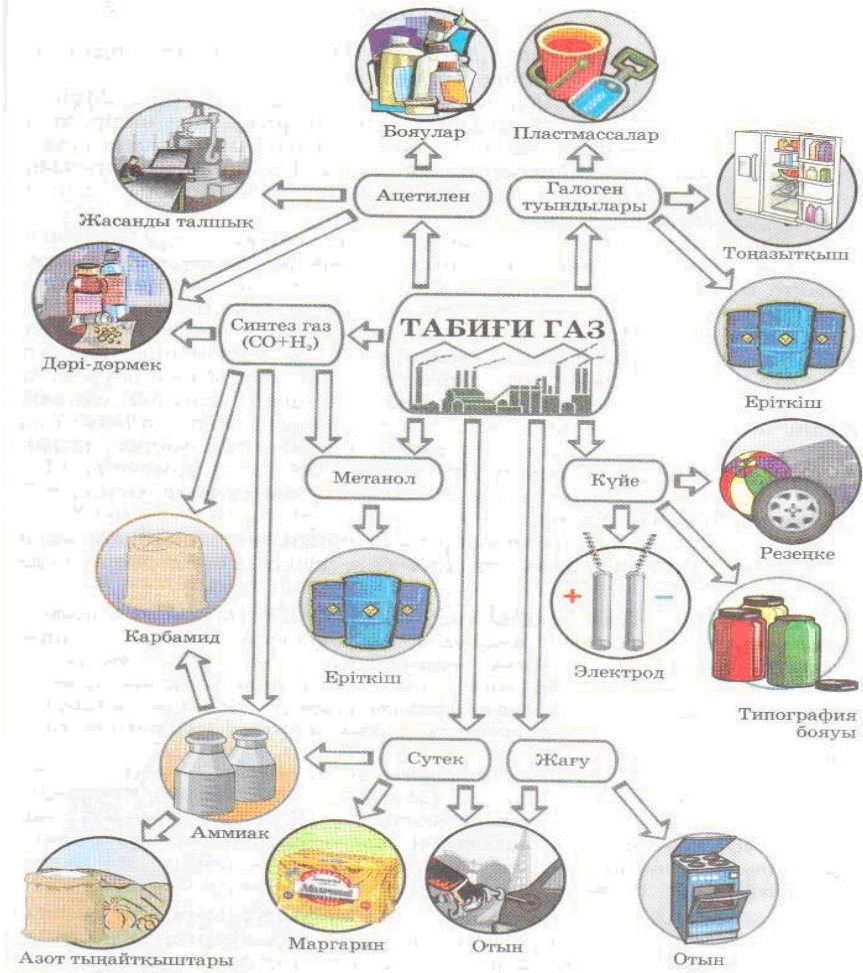 Бояулар
Пластмассалар
Жасанды талшық
Ацетилен
Галоген
туындылары
Тоңазытқыш
Дәрі-дәрмек
Синтез газ
(CO+H₂)
ТАБИҒИ ГАЗ
Еріткіш
Метанол
Күйе
Резеңке
Карбамид
Еріткіш
+
−
Электрод
Типография
бояуы
Сутек
Жағу
Аммиак
Азот тыңайтқыштары
Маргарин
Отын
Отын